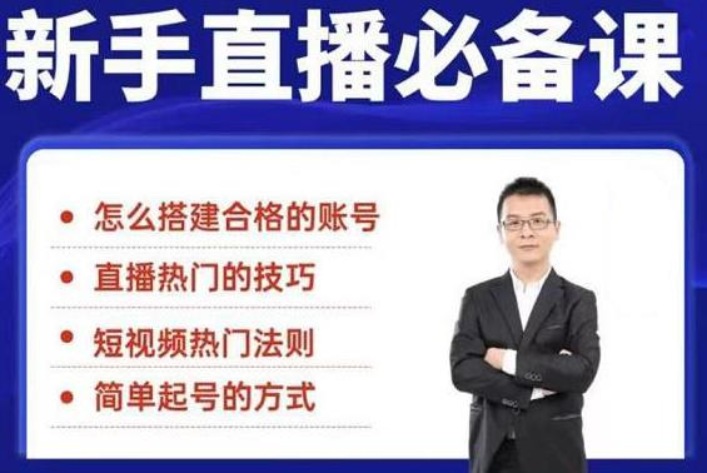 新手直播必备课
• 怎么搭建合格的账号
• 直播热门的技巧
• 短视频热门法则
• 简单起号的方式